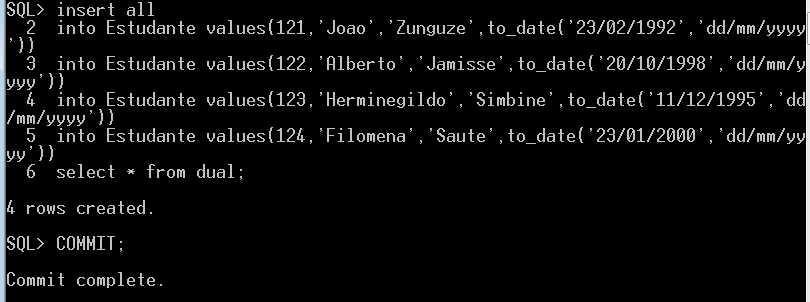 SQL> insert all
  2  into Estudante values(121,'Joao','Zunguze',to_date('23/02/1992','dd/mm/yyyy
'))
  3  into Estudante values(122,'Alberto','Jamisse',to_date('20/10/1998','dd/mm/y
yyy'))
  4  into Estudante values(123,'Herminegildo','Simbine',to_date('11/12/1995','dd
/mm/yyyy'))
  5  into Estudante values(124,'Filomena','Saute',to_date('23/01/2000','dd/mm/yy
yy'))
  6  select * from dual;
4 rows created.
SQL> COMMIT;
Commit complete.